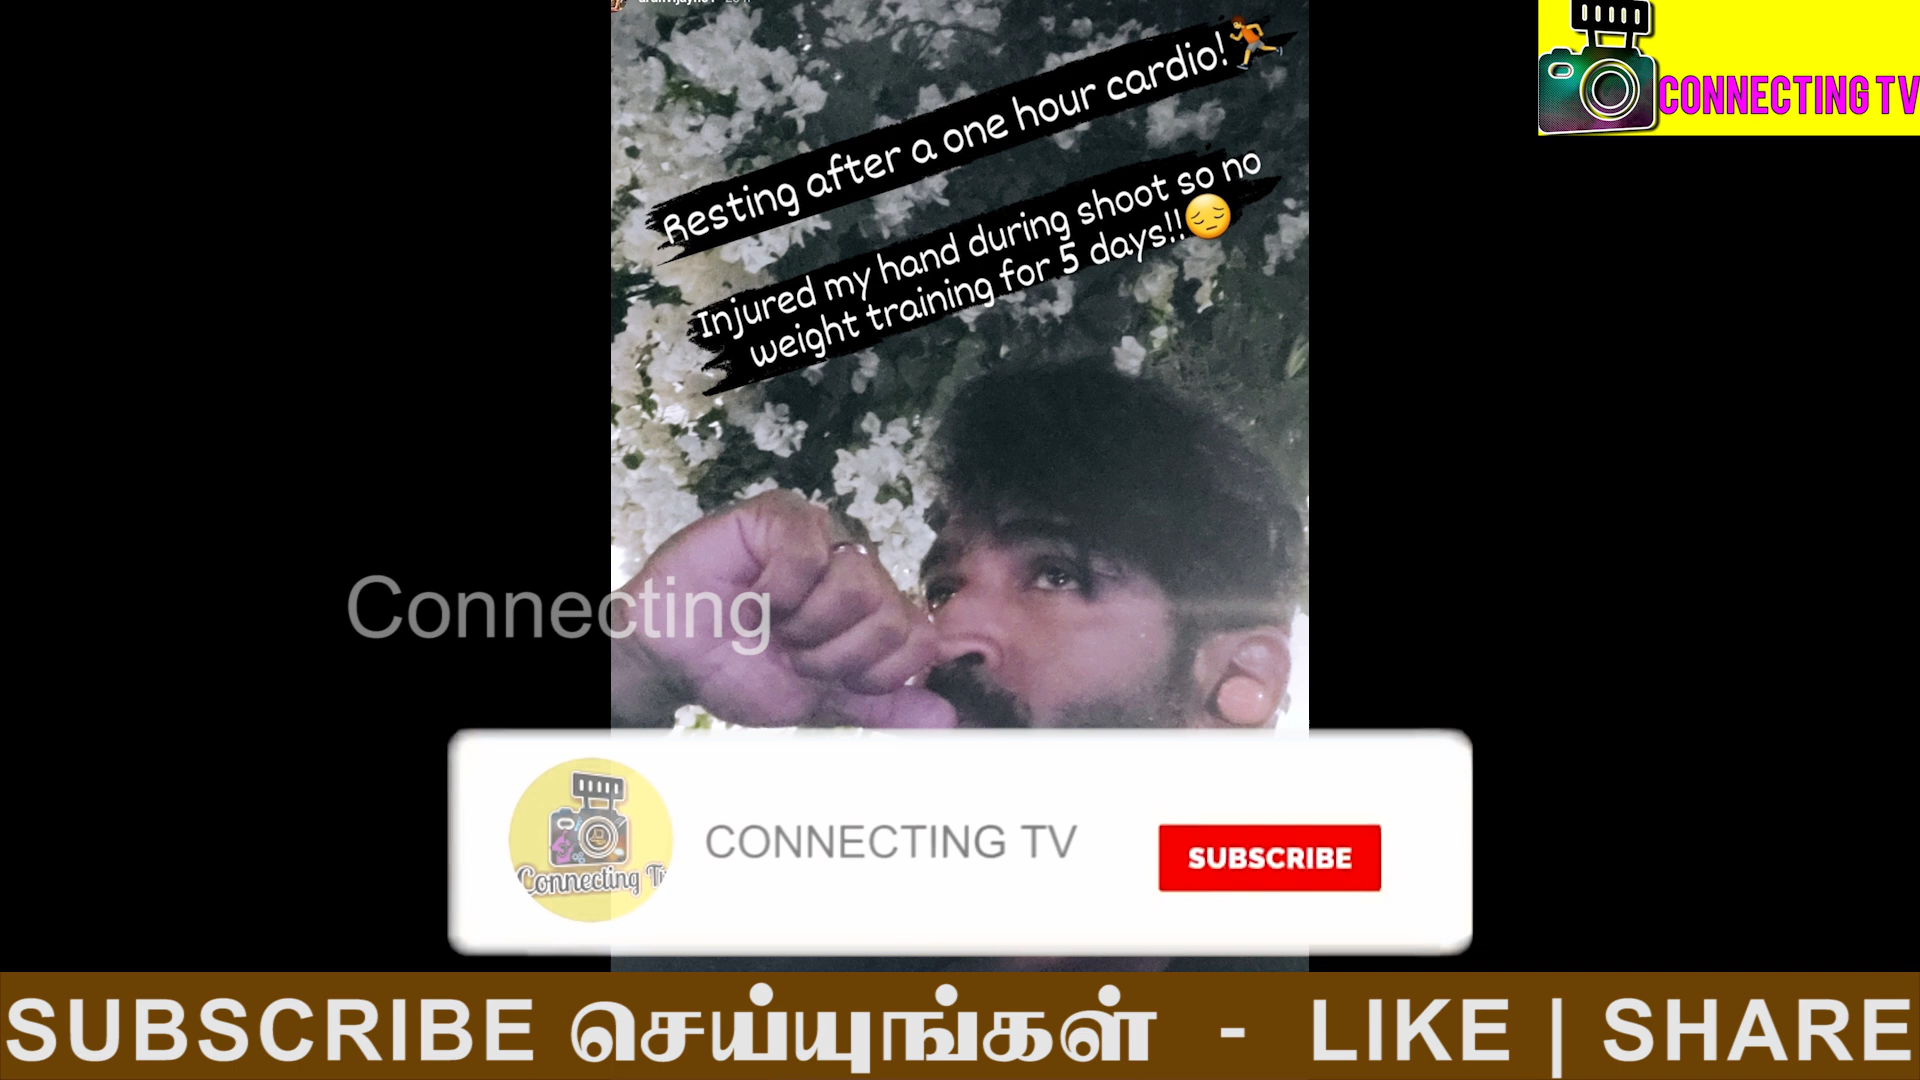 Resting after a one hour cardio!
Injured my hand during shoot so no
weight training for 5 days!!
CONNECTING TV
Connecting
Connecting
CONNECTING TV
SUBSCRIBE
SUBSCRIBE செய்யுங்கள் - LIKE | SHARE